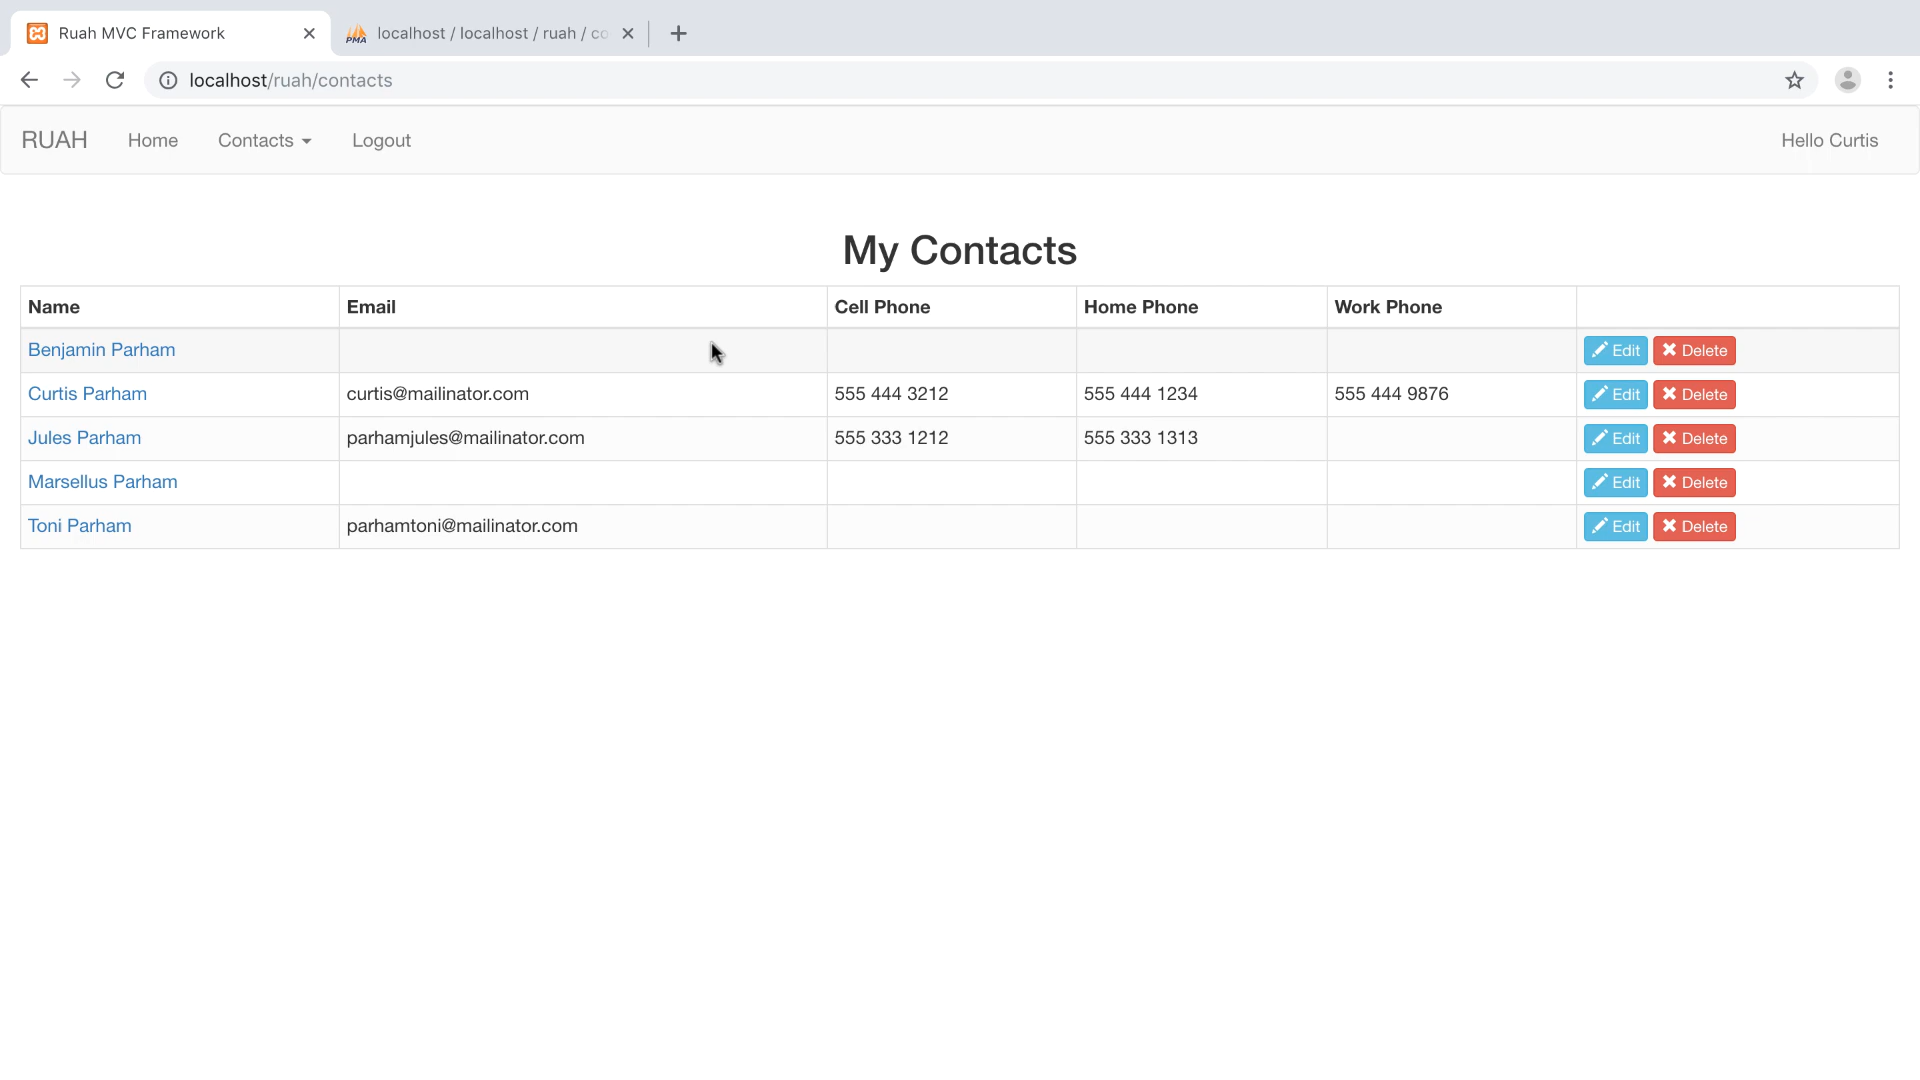 Ruah MVC Framework
PMA localhost / localhost / ruah / co
localhost/ruah/contacts
RUAH Home Contacts Logout Hello Curtis
My Contacts
Name Email Cell Phone Home Phone Work Phone
Benjamin Parham Edit Delete
Curtis Parham curtis@mailinator.com 555 444 3212 555 444 1234 555 444 9876 Edit Delete
Jules Parham parhamjules@mailinator.com 555 333 1212 555 333 1313 Edit Delete
Marsellus Parham Edit Delete
Toni Parham parhamtoni@mailinator.com Edit Delete